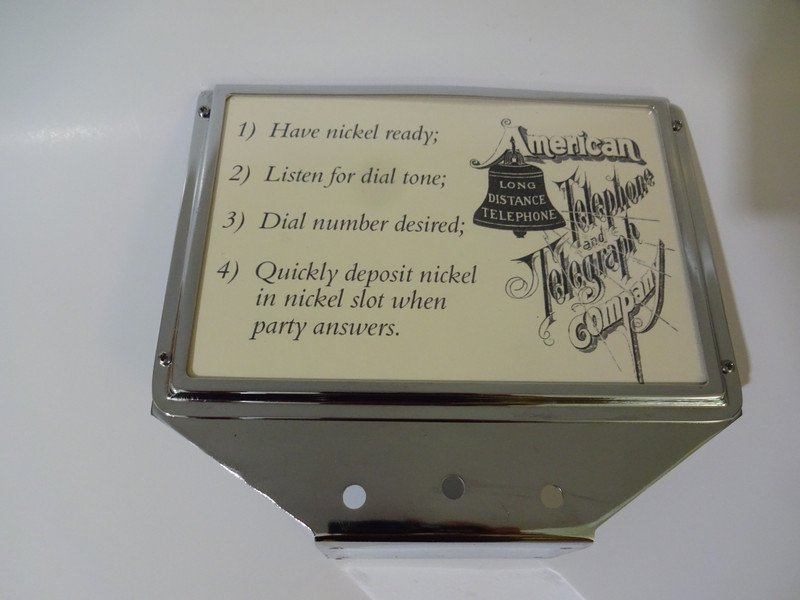 1) Have nickel ready;
2) Listen for dial tone;
3) Dial number desired;
4) Quickly deposit nickel
in nickel slot when
party answers.
American
LONG
DISTANCE
TELEPHONE
Telephone
and
Telegraph
Company